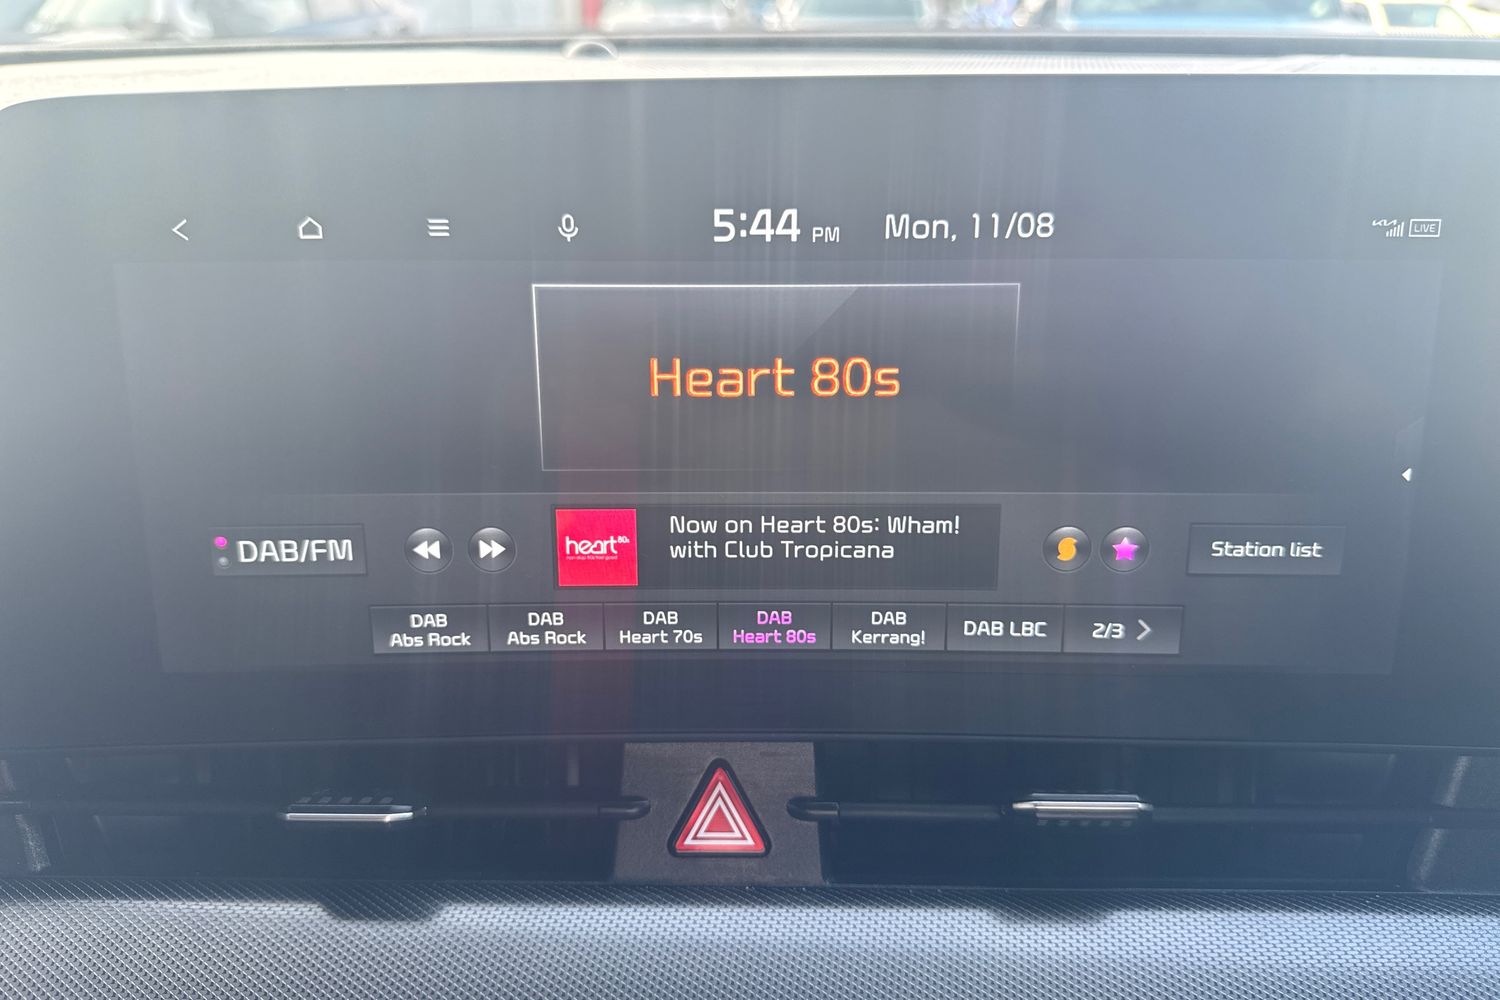 5:44 PM Mon, 11/08
LIVE
Heart 80s
DAB/FM
heart 80s
Now on Heart 80s: Wham!
with Club Tropicana
Station list
DAB
Abs Rock
DAB
Abs Rock
DAB
Heart 70s
DAB
Heart 80s
DAB
Kerrang!
DAB LBC
2/3